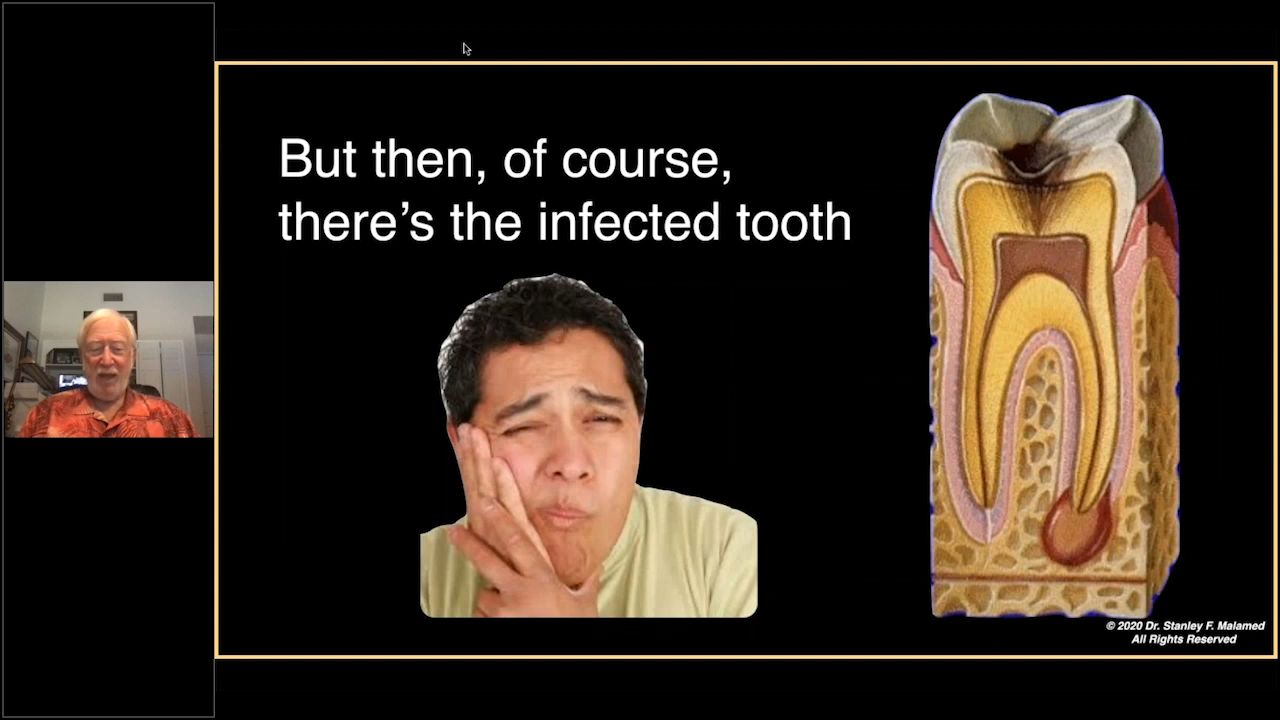 But then, of course,
there’s the infected tooth
© 2020 Dr. Stanley F. Malamed
All Rights Reserved